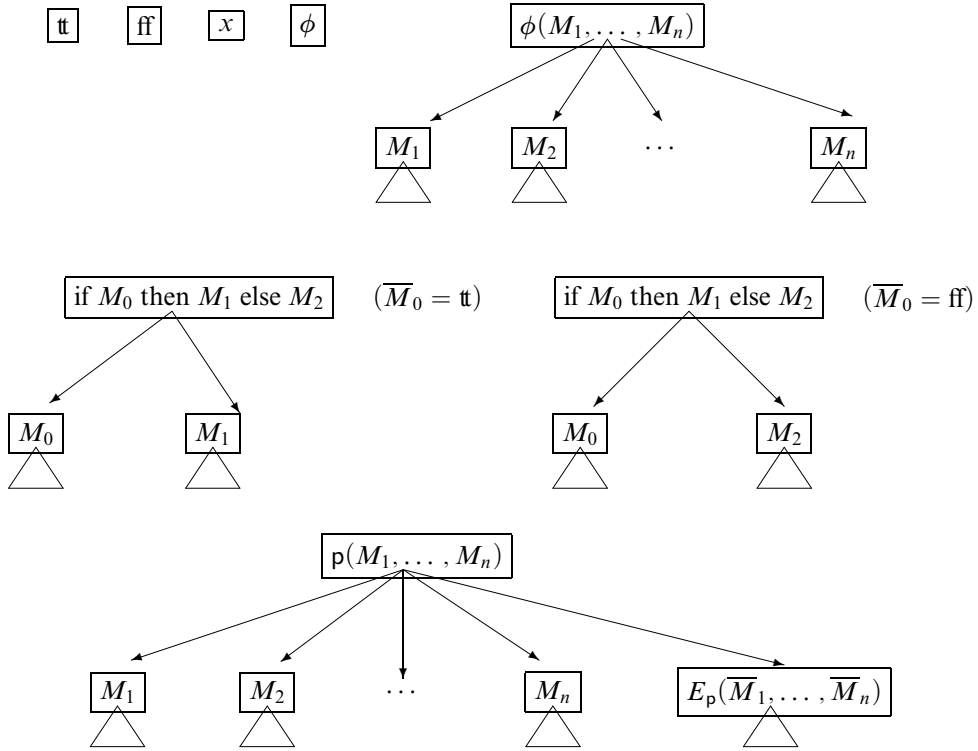 tt ff x ϕ ϕ(M₁,… , Mₙ)
M₁ M₂ ⋯ Mₙ
if M₀ then M₁ else M₂ (M̅₀ = tt) if M₀ then M₁ else M₂ (M̅₀ = ff)
M₀ M₁ M₀ M₂
p(M₁,… , Mₙ)
M₁ M₂ ⋯ Mₙ Eₚ(M̅₁,… , M̅ₙ)